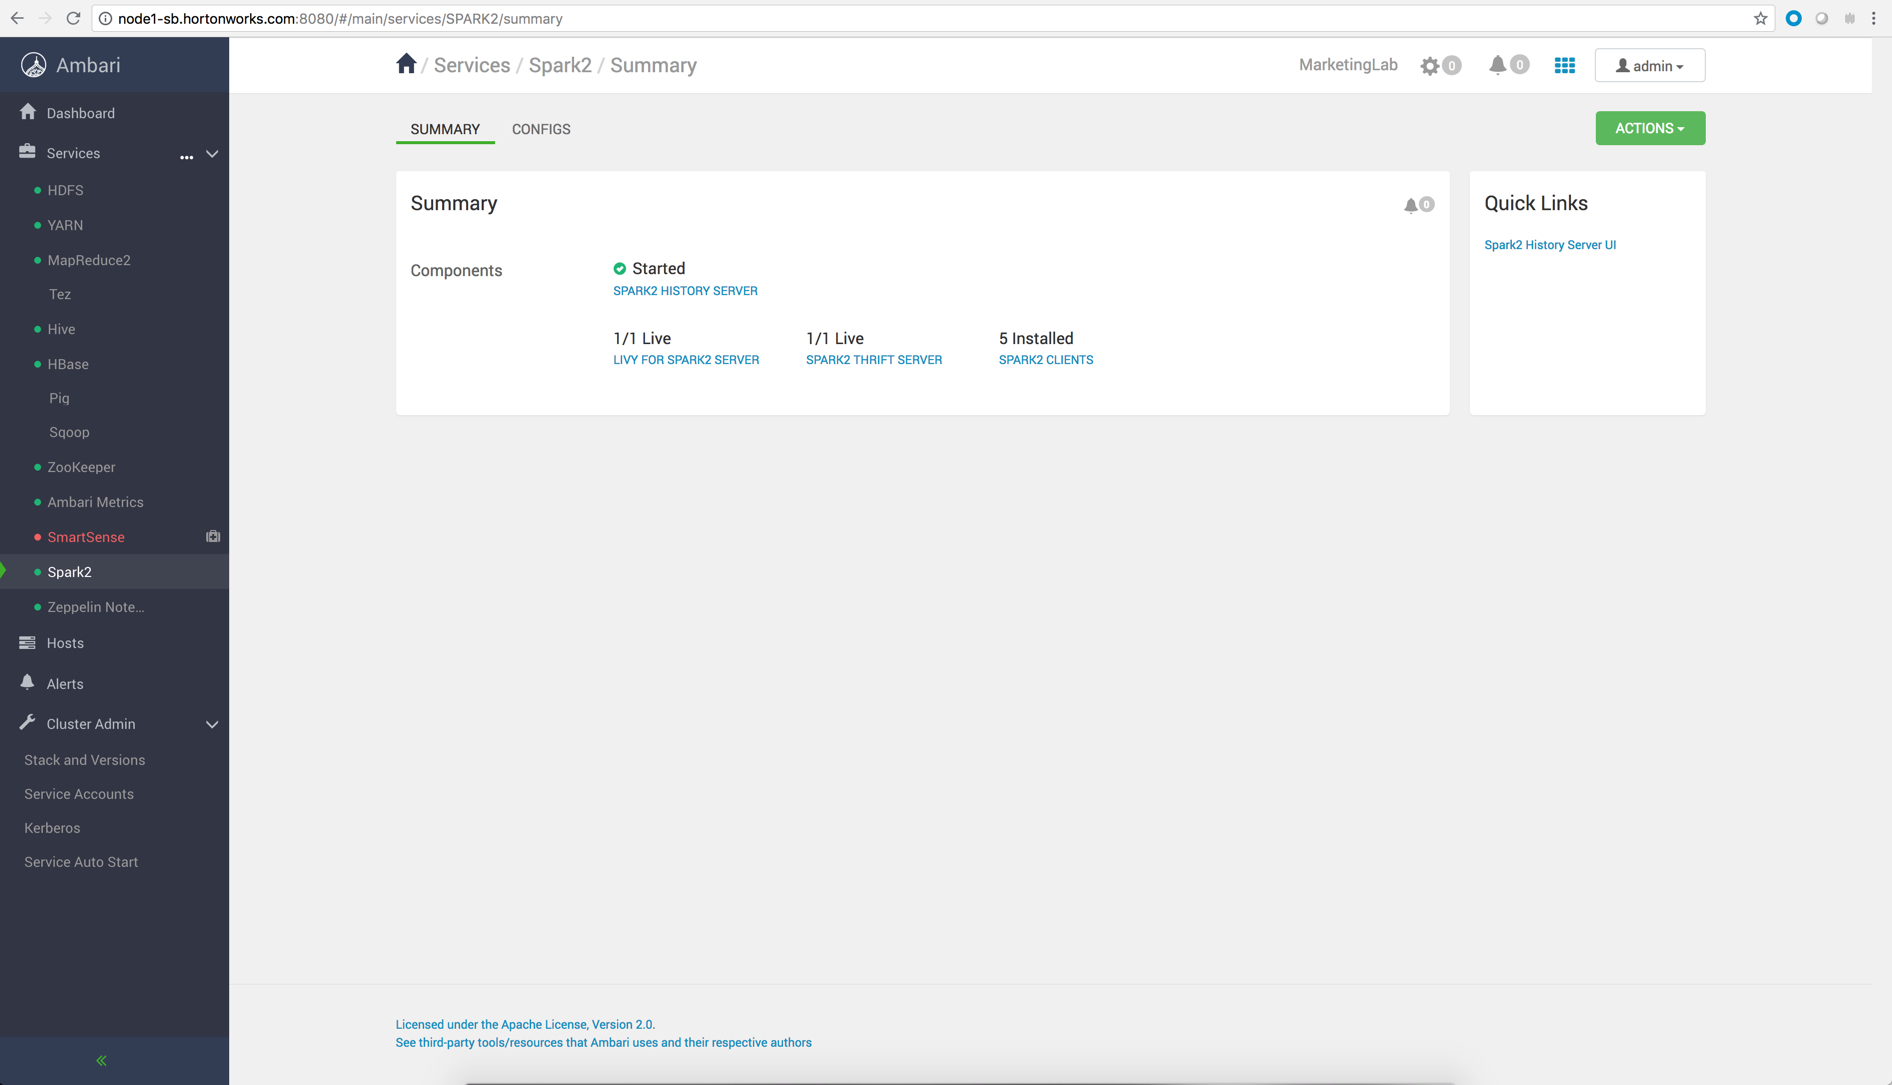 node1-sb.hortonworks.com:8080/#/main/services/SPARK2/summary
Ambari
/ Services / Spark2 / Summary
MarketingLab
0
0
admin
Dashboard
Services
...
HDFS
YARN
MapReduce2
Tez
Hive
HBase
Pig
Sqoop
ZooKeeper
Ambari Metrics
SmartSense
Spark2
Zeppelin Note...
Hosts
Alerts
Cluster Admin
Stack and Versions
Service Accounts
Kerberos
Service Auto Start
SUMMARY
CONFIGS
ACTIONS
Summary
0
Components
Started
SPARK2 HISTORY SERVER
1/1 Live
LIVY FOR SPARK2 SERVER
1/1 Live
SPARK2 THRIFT SERVER
5 Installed
SPARK2 CLIENTS
Quick Links
Spark2 History Server UI
Licensed under the Apache License, Version 2.0.
See third-party tools/resources that Ambari uses and their respective authors